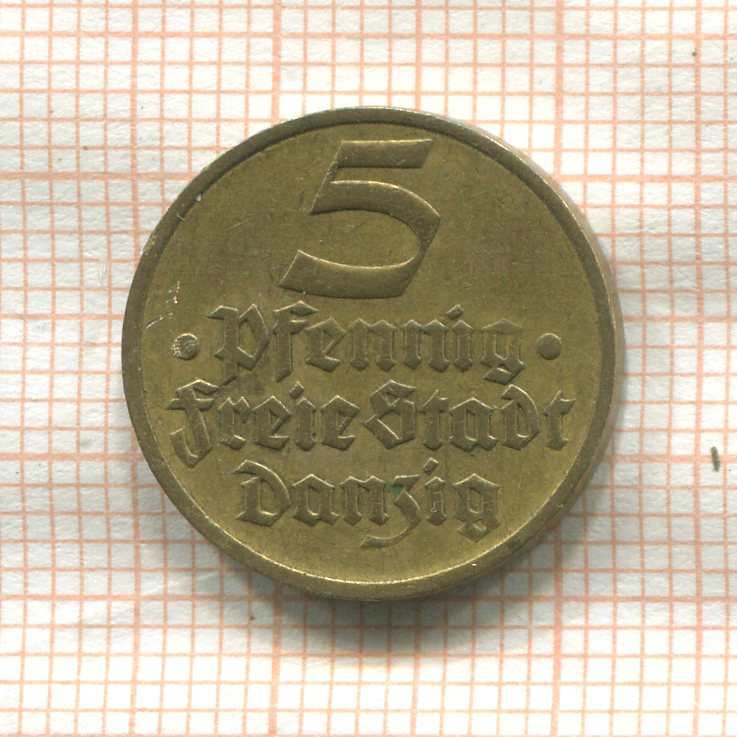 5
• Pfennig •
Freie Stadt
Danzig